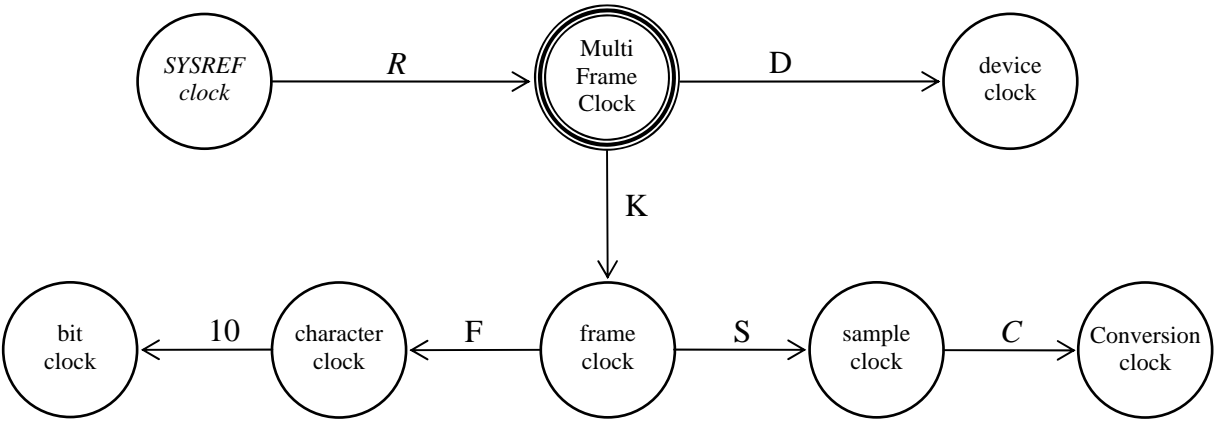 SYSREF
clock
R
Multi
Frame
Clock
D
device
clock
K
bit
clock
10
character
clock
F
frame
clock
S
sample
clock
C
Conversion
clock